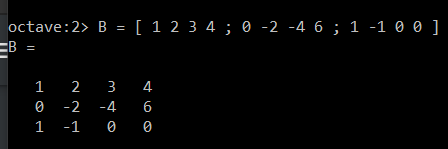 octave:2> B = [ 1 2 3 4 ; 0 -2 -4 6 ; 1 -1 0 0 ]
B =
1 2 3 4
0 -2 -4 6
1 -1 0 0